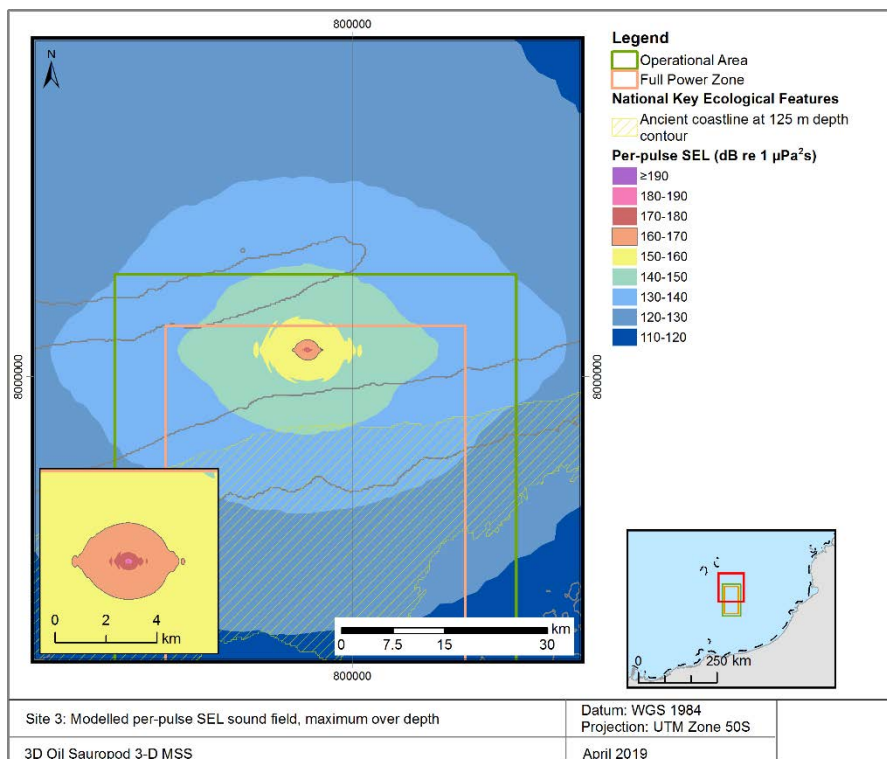 800000
N
8000000
8000000
800000
0 2 4
km
km
0 7.5 15 30
Legend
Operational Area
Full Power Zone
National Key Ecological Features
Ancient coastline at 125 m depth
contour
Per-pulse SEL (dB re 1 µPa²s)
≥190
180-190
170-180
160-170
150-160
140-150
130-140
120-130
110-120
0 250 km
Site 3: Modelled per-pulse SEL sound field, maximum over depth
Datum: WGS 1984
Projection: UTM Zone 50S
3D Oil Sauropod 3-D MSS
April 2019